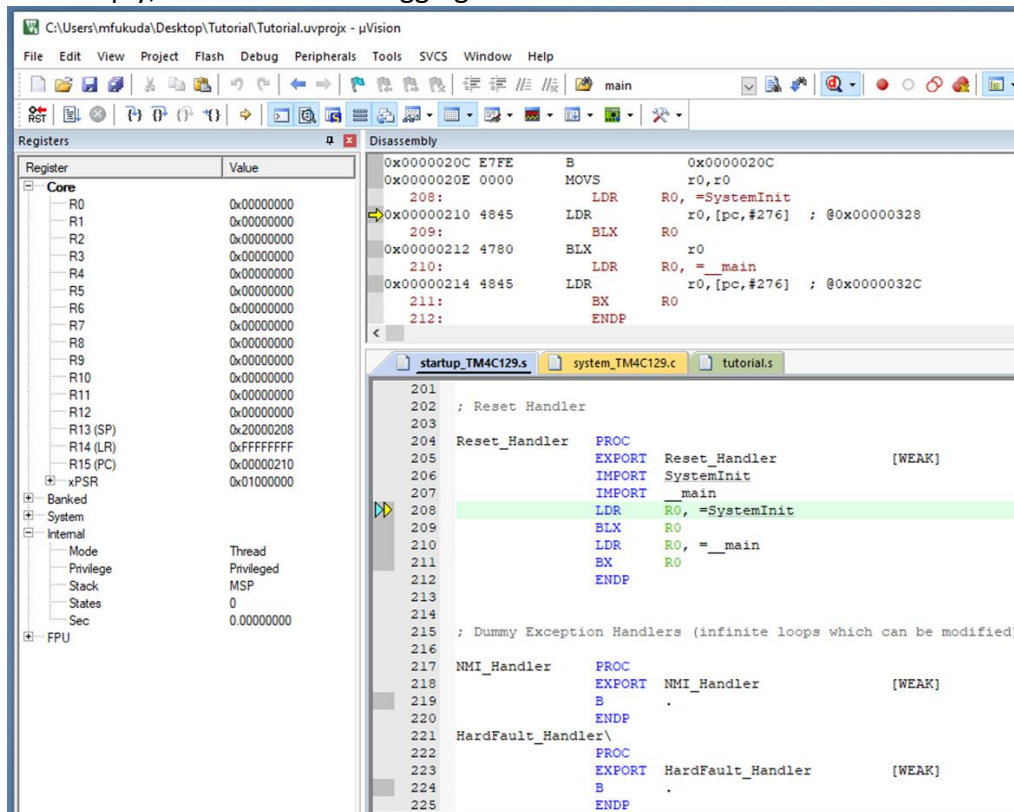 C:\Users\mfukuda\Desktop\Tutorial\Tutorial.uvprojx - µVision
File Edit View Project Flash Debug Peripherals Tools SVCS Window Help
main
RST
Registers
Register Value
Core
R0 0x00000000
R1 0x00000000
R2 0x00000000
R3 0x00000000
R4 0x00000000
R5 0x00000000
R6 0x00000000
R7 0x00000000
R8 0x00000000
R9 0x00000000
R10 0x00000000
R11 0x00000000
R12 0x00000000
R13 (SP) 0x20000208
R14 (LR) 0xFFFFFFFF
R15 (PC) 0x00000210
xPSR 0x01000000
Banked
System
Internal
Mode Thread
Privilege Privileged
Stack MSP
States 0
Sec 0.00000000
FPU
Disassembly
0x0000020C E7FE B 0x0000020C
0x0000020E 0000 MOVS r0,r0
208: LDR R0, =SystemInit
0x00000210 4845 LDR r0,[pc,#276] ; @0x00000328
209: BLX R0
0x00000212 4780 BLX r0
210: LDR R0, =__main
0x00000214 4845 LDR r0,[pc,#276] ; @0x0000032C
211: BX R0
212: ENDP
startup_TM4C129.s system_TM4C129.c tutorial.s
201
202 ; Reset Handler
203
204 Reset_Handler PROC
205 EXPORT Reset_Handler [WEAK]
206 IMPORT SystemInit
207 IMPORT __main
208 LDR R0, =SystemInit
209 BLX R0
210 LDR R0, =__main
211 BX R0
212 ENDP
213
214
215 ; Dummy Exception Handlers (infinite loops which can be modified)
216
217 NMI_Handler PROC
218 EXPORT NMI_Handler [WEAK]
219 B .
220 ENDP
221 HardFault_Handler\
222 PROC
223 EXPORT HardFault_Handler [WEAK]
224 B .
225 ENDP